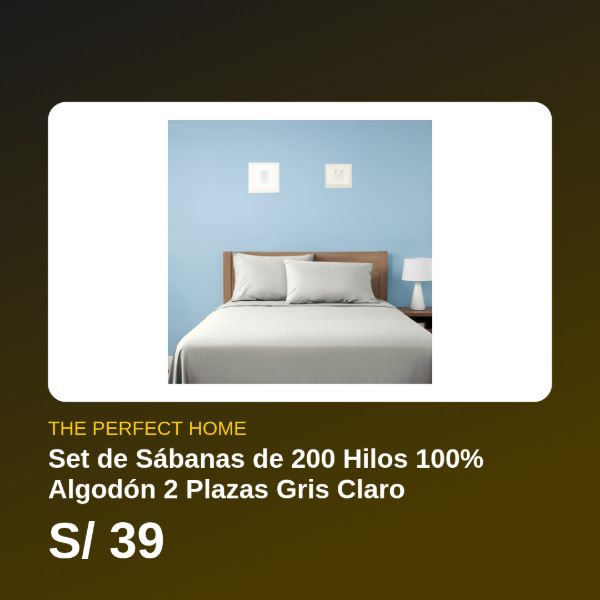 THE PERFECT HOME
Set de Sábanas de 200 Hilos 100%
Algodón 2 Plazas Gris Claro
S/ 39